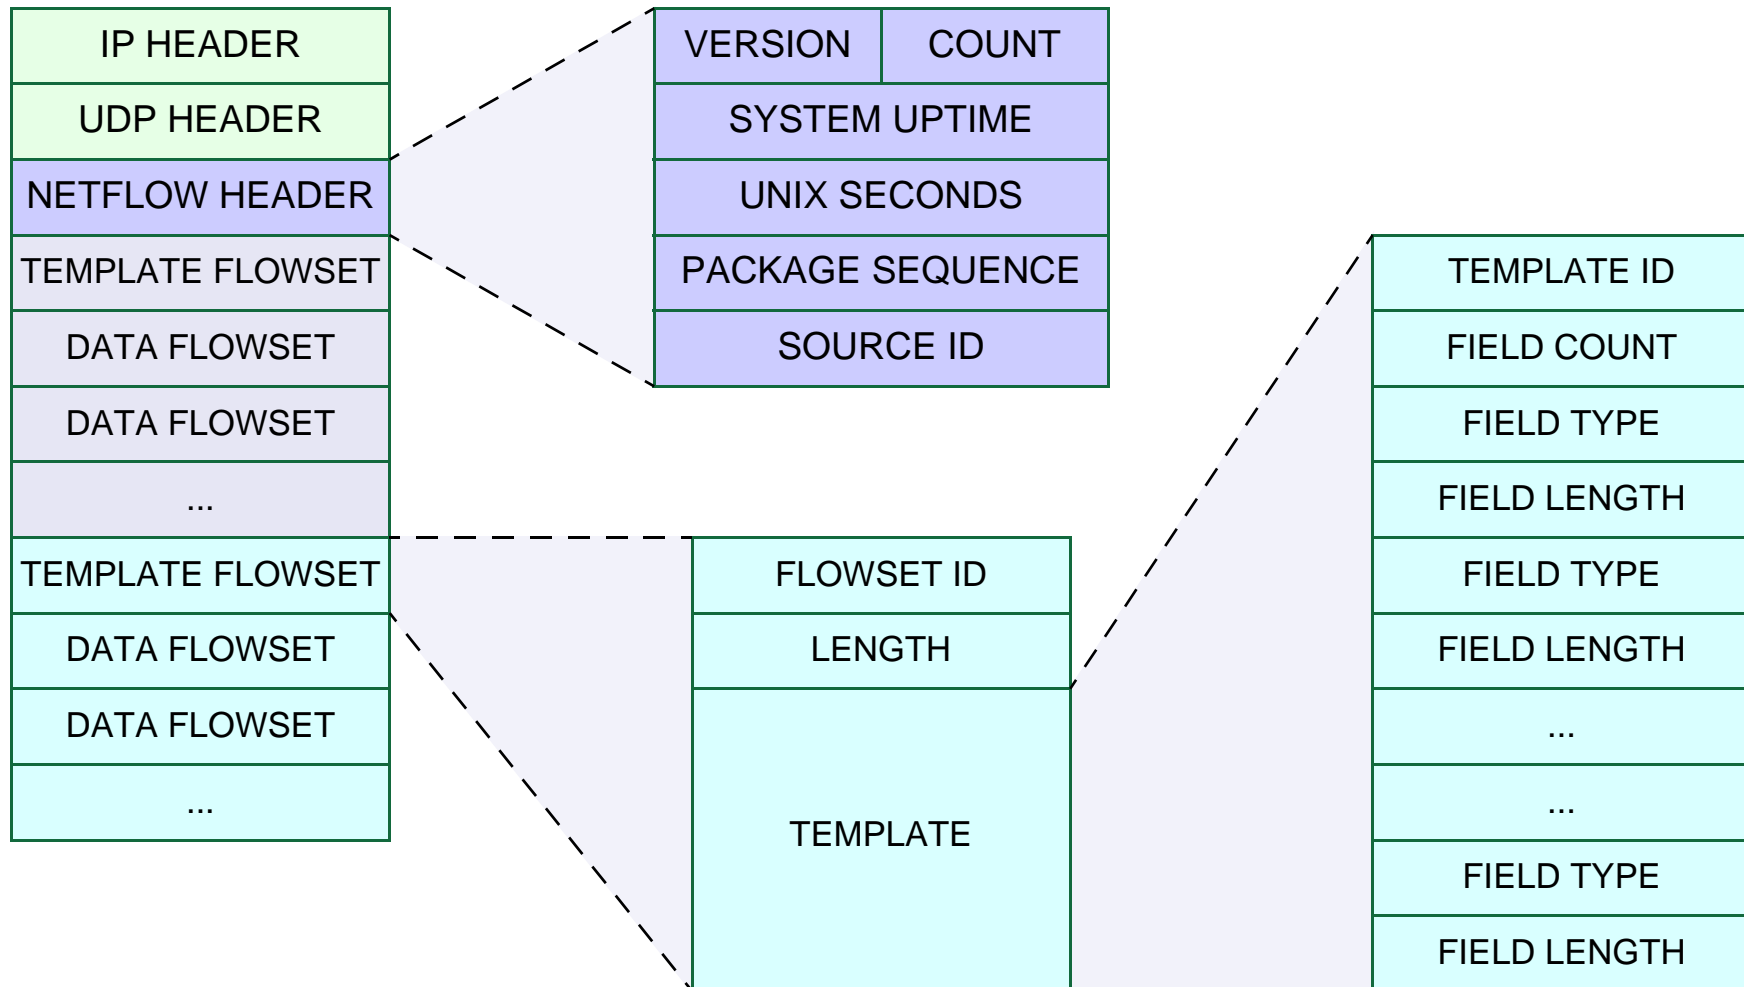 IP HEADER
UDP HEADER
NETFLOW HEADER
TEMPLATE FLOWSET
DATA FLOWSET
DATA FLOWSET
...
TEMPLATE FLOWSET
DATA FLOWSET
DATA FLOWSET
...
VERSION COUNT
SYSTEM UPTIME
UNIX SECONDS
PACKAGE SEQUENCE
SOURCE ID
FLOWSET ID
LENGTH
TEMPLATE
TEMPLATE ID
FIELD COUNT
FIELD TYPE
FIELD LENGTH
FIELD TYPE
FIELD LENGTH
...
...
FIELD TYPE
FIELD LENGTH